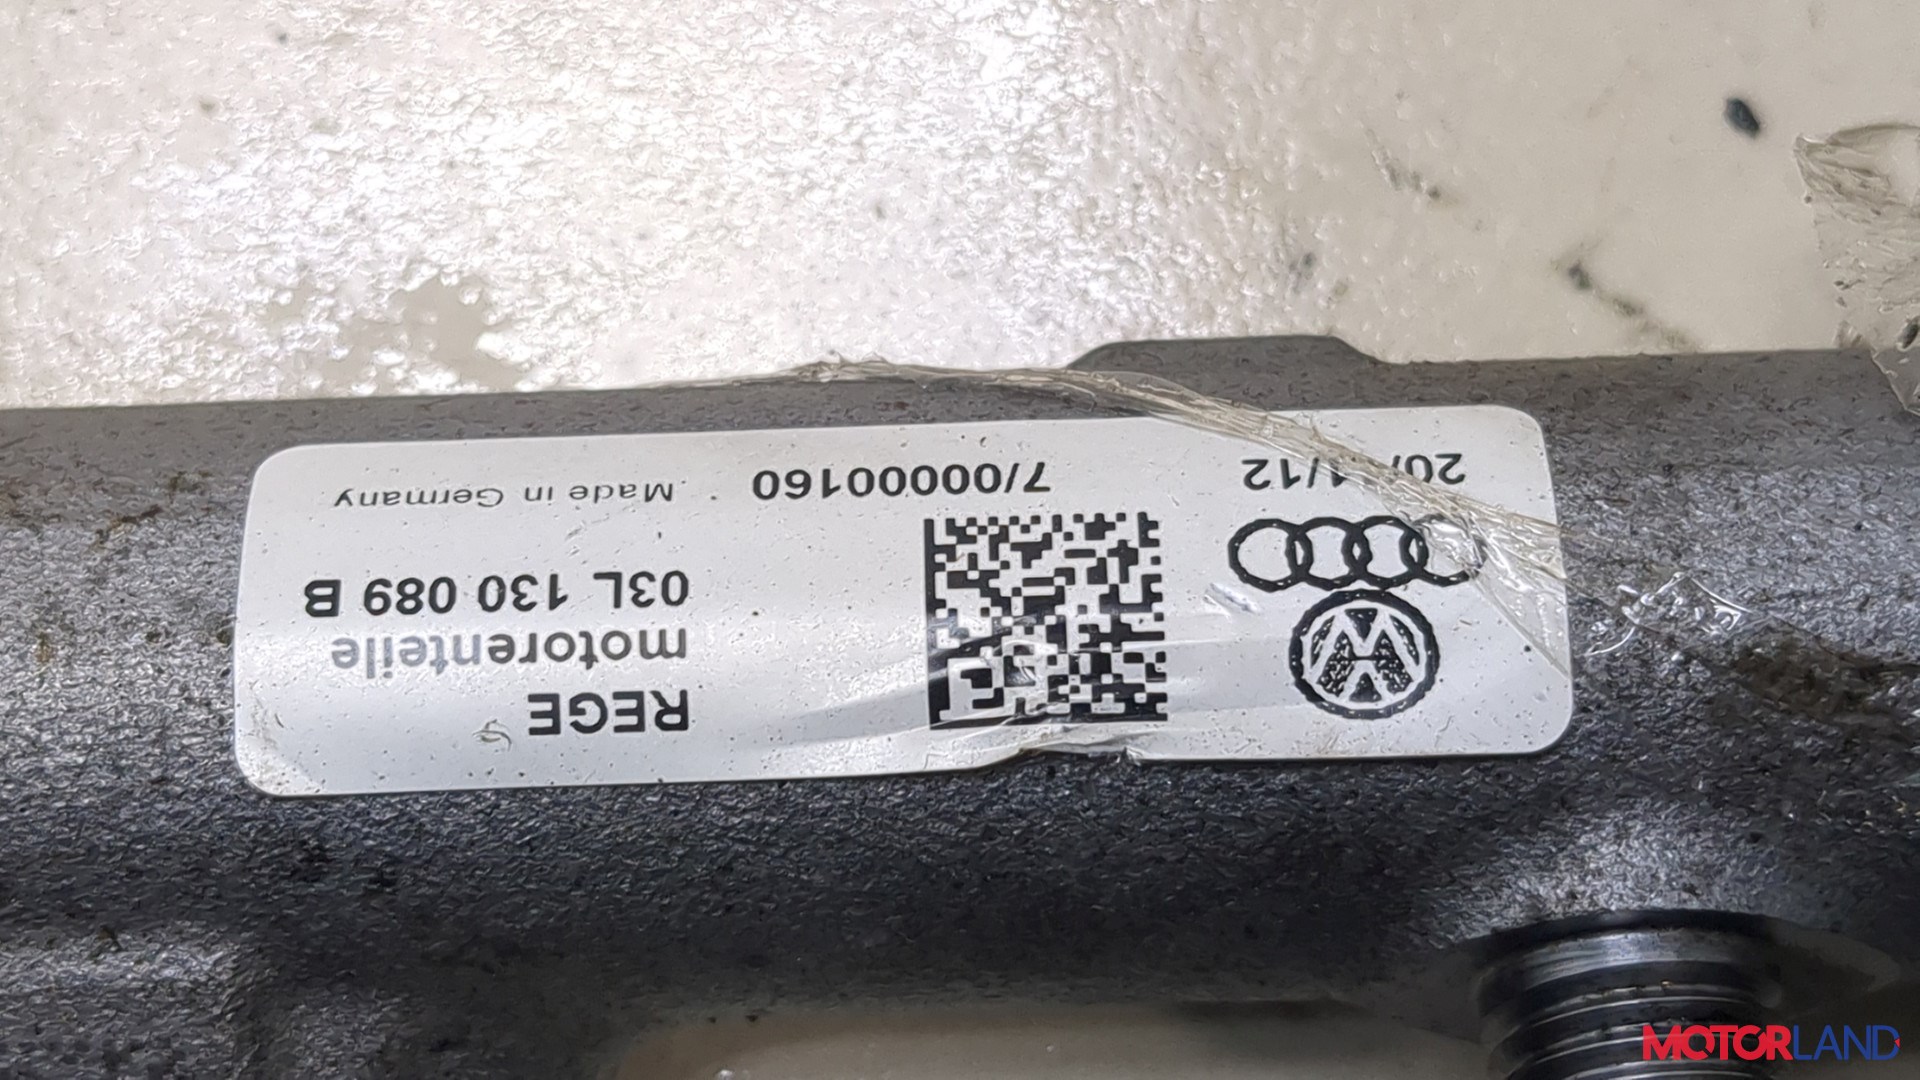 REGE
motorenteile
03L 130 089 B
7/00000160 Made in Germany
MOTORLAND